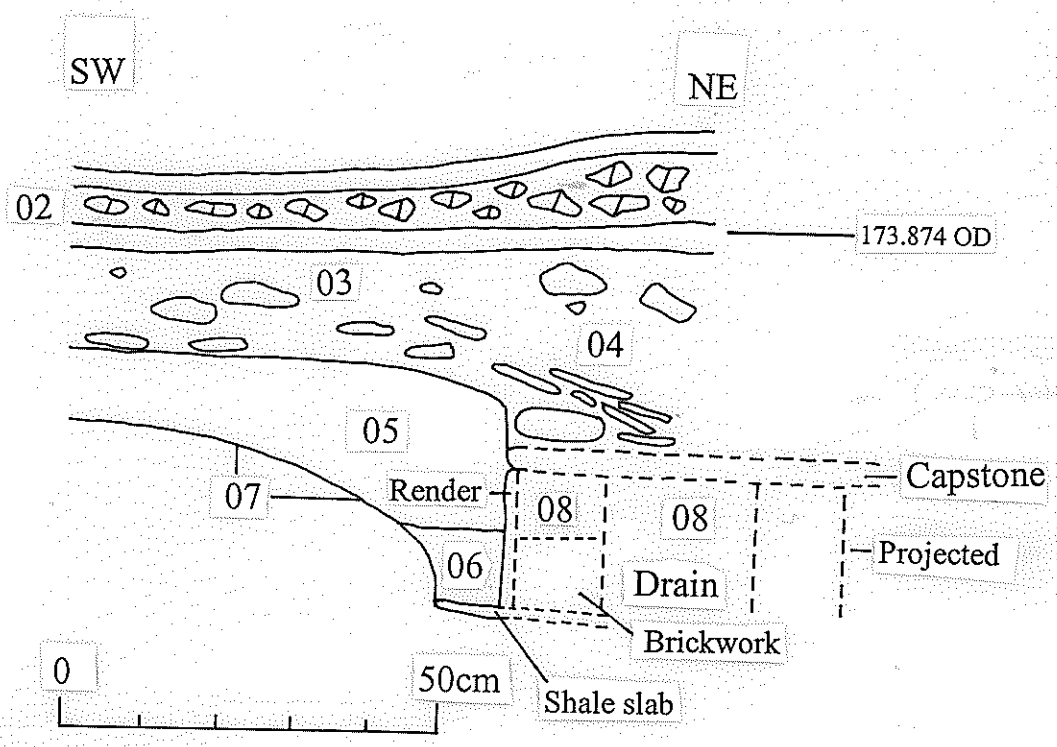 SW
NE
02
173.874 OD
03
04
05
Capstone
07
Render
08
08
Projected
06
Drain
Brickwork
0
50cm
Shale slab